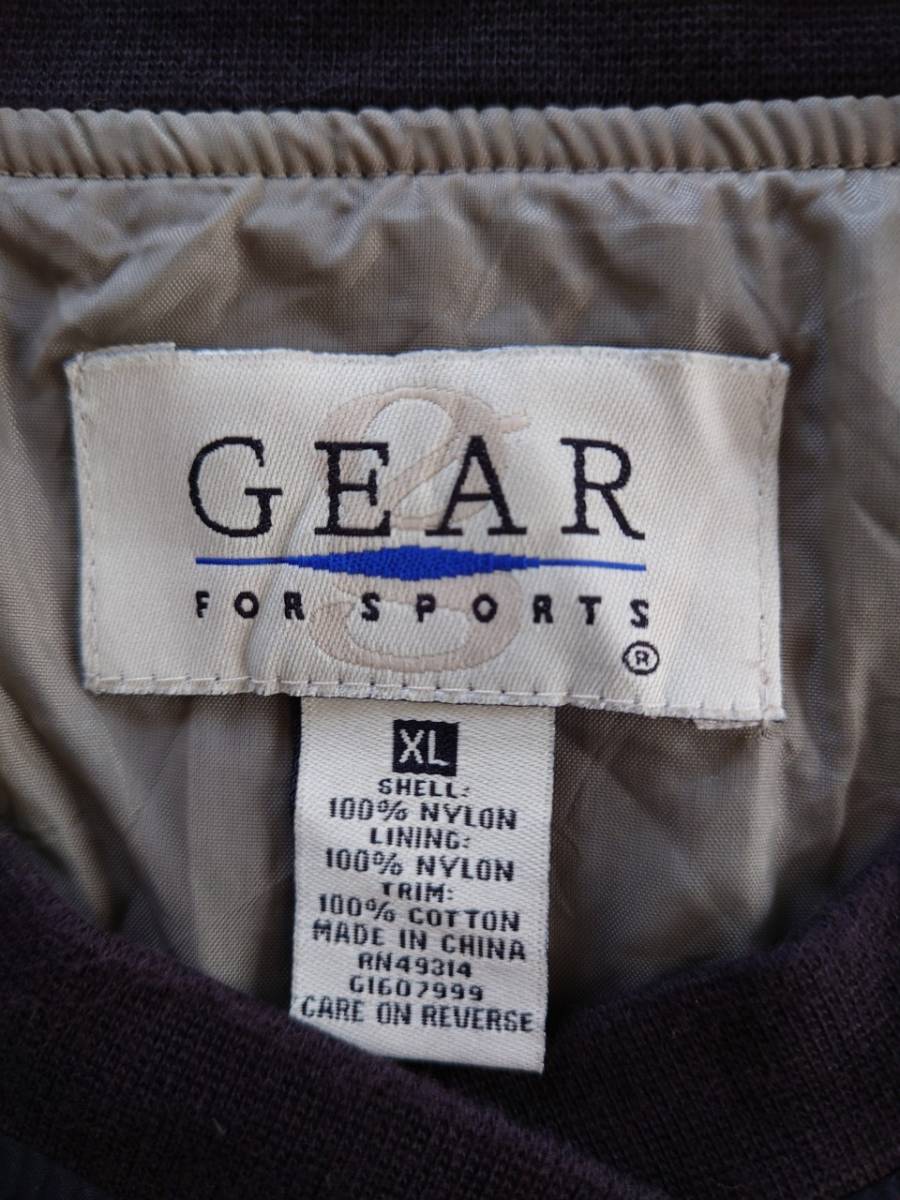 GEAR
FOR SPORTS
®
XL
SHELL:
100% NYLON
LINING:
100% NYLON
TRIM:
100% COTTON
MADE IN CHINA
RN49314
G1607999
CARE ON REVERSE